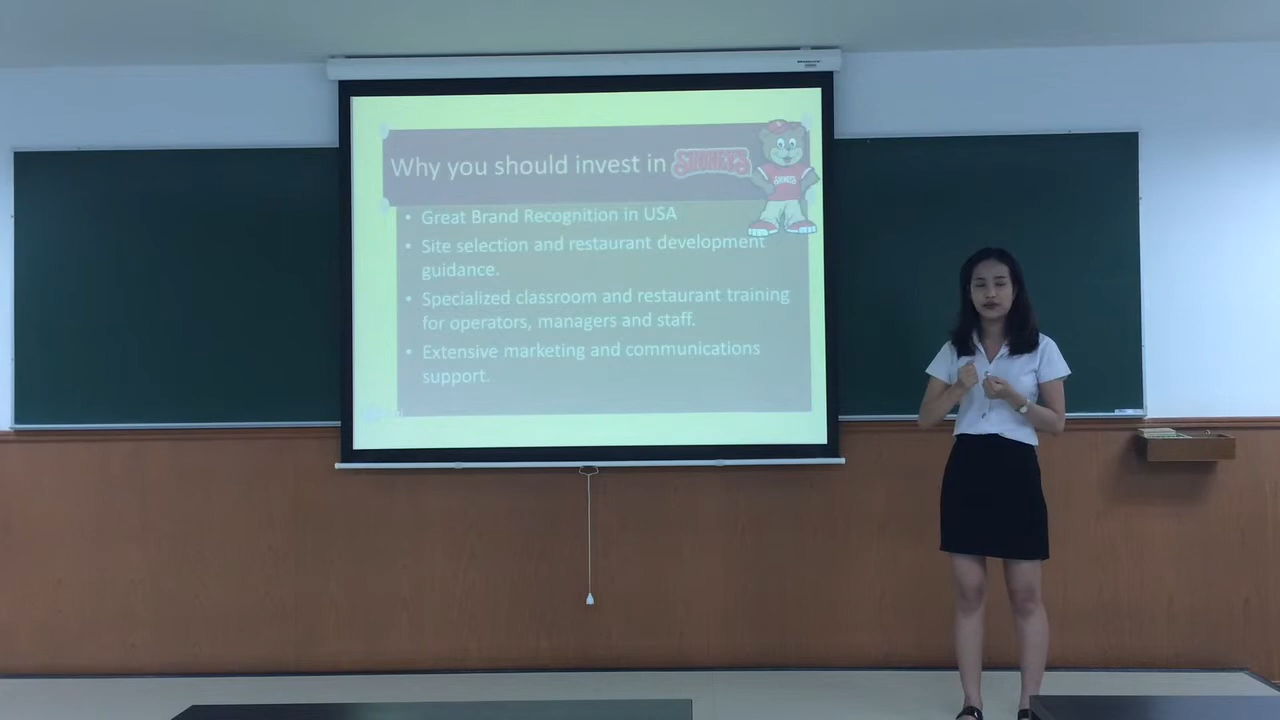 Why you should invest in
• Great Brand Recognition in USA
• Site selection and restaurant development
guidance.
• Specialized classroom and restaurant training
for operators, managers and staff.
• Extensive marketing and communications
support.